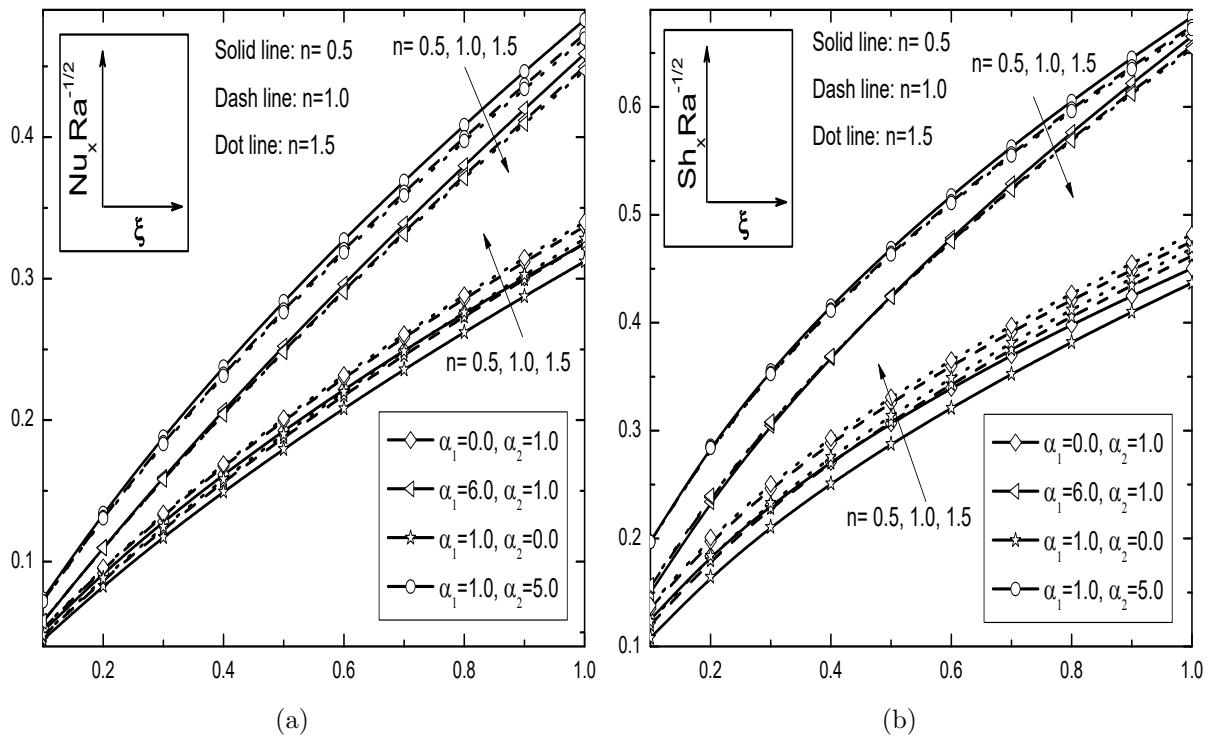 Solid line: n= 0.5
Dash line: n=1.0
Dot line: n=1.5
n= 0.5, 1.0, 1.5
NuₓRa⁻¹/²
ξ
n= 0.5, 1.0, 1.5
α₁=0.0, α₂=1.0
α₁=6.0, α₂=1.0
α₁=1.0, α₂=0.0
α₁=1.0, α₂=5.0
0.4
0.3
0.2
0.1
0.2 0.4 0.6 0.8 1.0
(a)
Solid line: n= 0.5
Dash line: n=1.0
Dot line: n=1.5
n= 0.5, 1.0, 1.5
ShₓRa⁻¹/²
ξ
n= 0.5, 1.0, 1.5
α₁=0.0, α₂=1.0
α₁=6.0, α₂=1.0
α₁=1.0, α₂=0.0
α₁=1.0, α₂=5.0
0.6
0.5
0.4
0.3
0.2
0.1
0.2 0.4 0.6 0.8 1.0
(b)